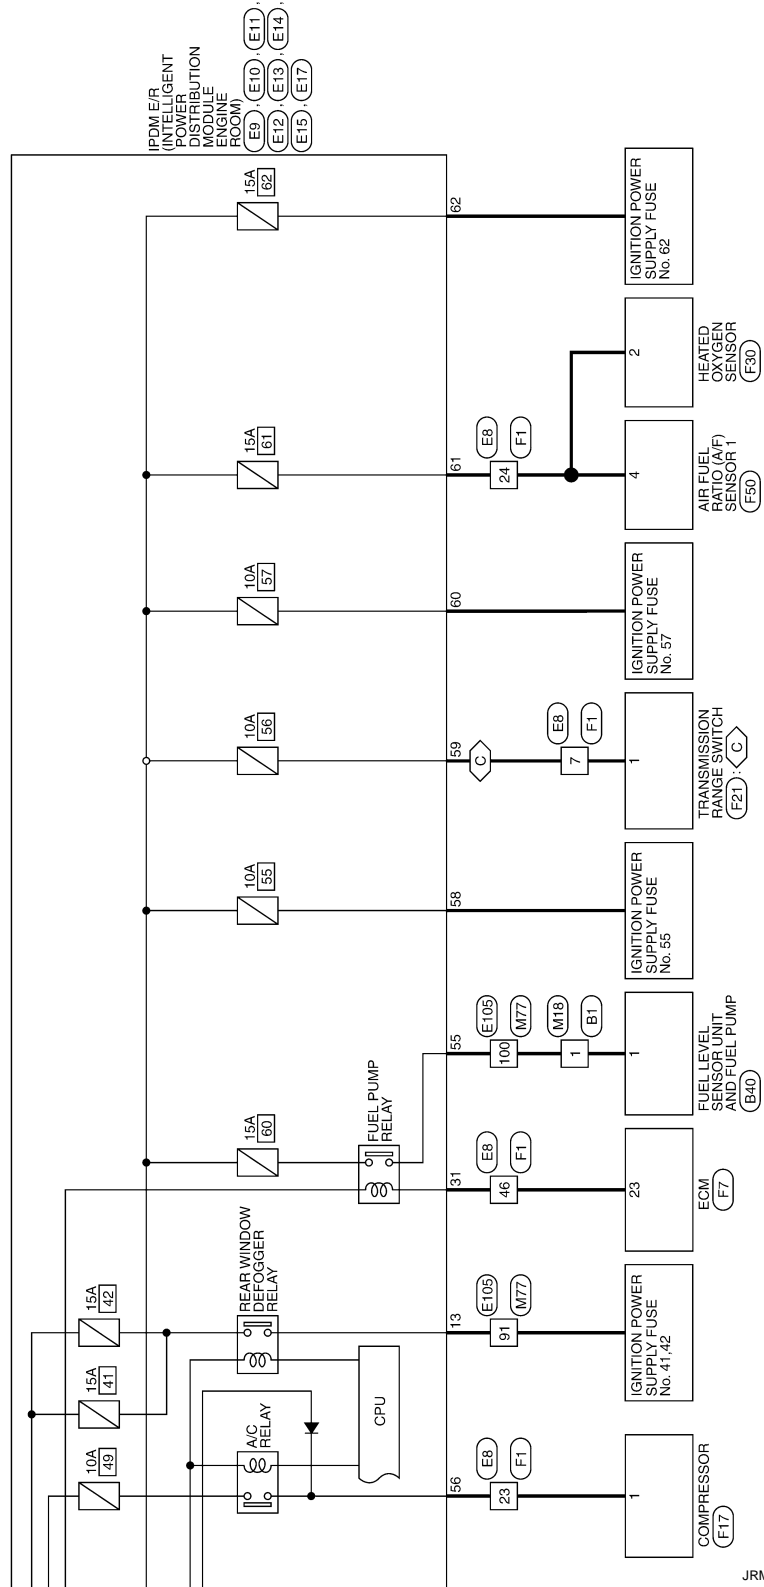 IPDM E/R
(INTELLIGENT
POWER
DISTRIBUTION
MODULE
ENGINE
ROOM)
E9 , E10 , E11 ,
E12 , E13 , E14 ,
E15 , E17
10A
49
15A
41
15A
42
15A
60
10A
55
10A
56
10A
57
15A
61
15A
62
A/C
RELAY
REAR WINDOW
DEFOGGER
RELAY
CPU
FUEL PUMP
RELAY
56
13
31
55
58
59
60
61
62
E8
23
F1
E105
91
M77
E8
46
F1
E105
100
M77
M18
1
B1
C
E8
7
F1
E8
24
F1
1
COMPRESSOR
F17
IGNITION POWER
SUPPLY FUSE
No. 41,42
23
ECM
F7
1
FUEL LEVEL
SENSOR UNIT
AND FUEL PUMP
B40
IGNITION POWER
SUPPLY FUSE
No. 55
1
TRANSMISSION
RANGE SWITCH
F21 : C
IGNITION POWER
SUPPLY FUSE
No. 57
4
AIR FUEL
RATIO (A/F)
SENSOR 1
F50
2
HEATED
OXYGEN
SENSOR
F30
IGNITION POWER
SUPPLY FUSE
No. 62